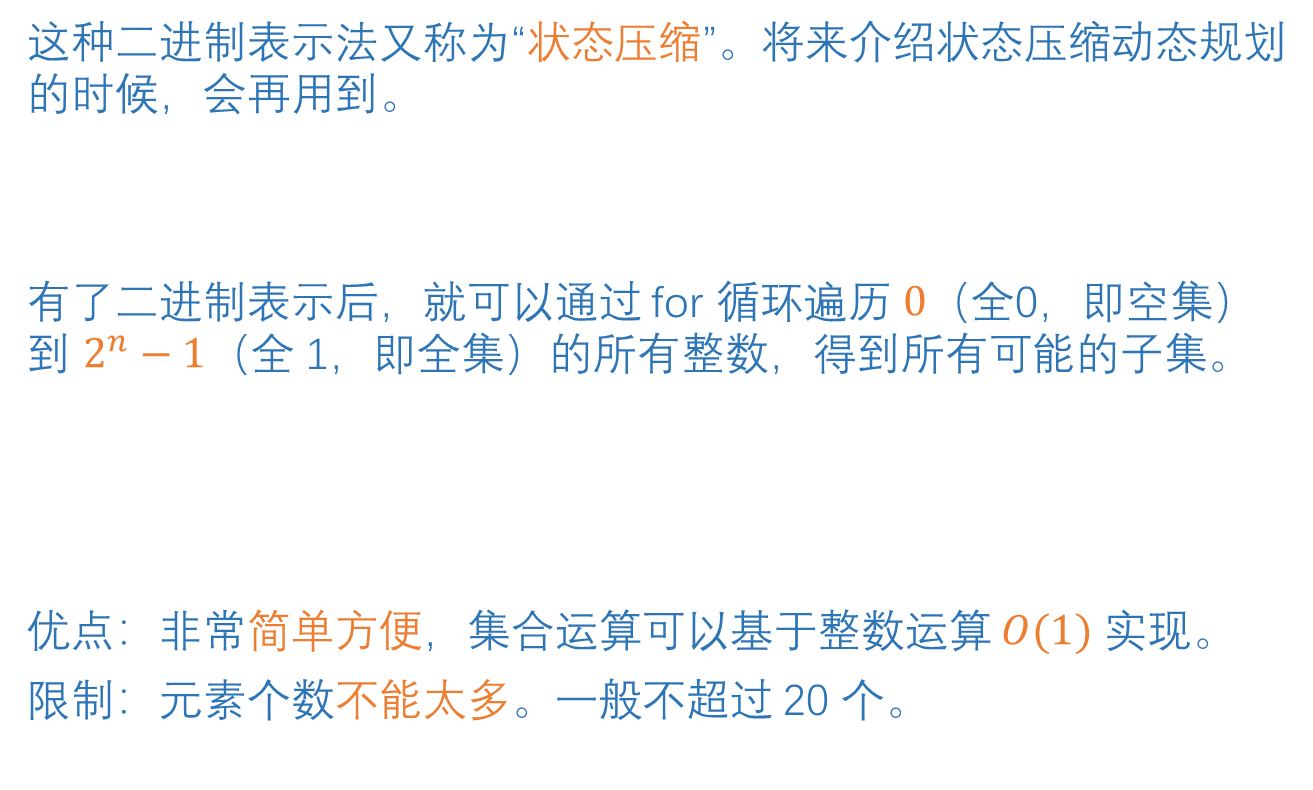 这种二进制表示法又称为“状态压缩”。将来介绍状态压缩动态规划
的时候，会再用到。
有了二进制表示后，就可以通过 for 循环遍历 0（全0，即空集）
到 2ⁿ − 1（全 1，即全集）的所有整数，得到所有可能的子集。
优点：非常简单方便，集合运算可以基于整数运算 O(1) 实现。
限制：元素个数不能太多。一般不超过 20 个。